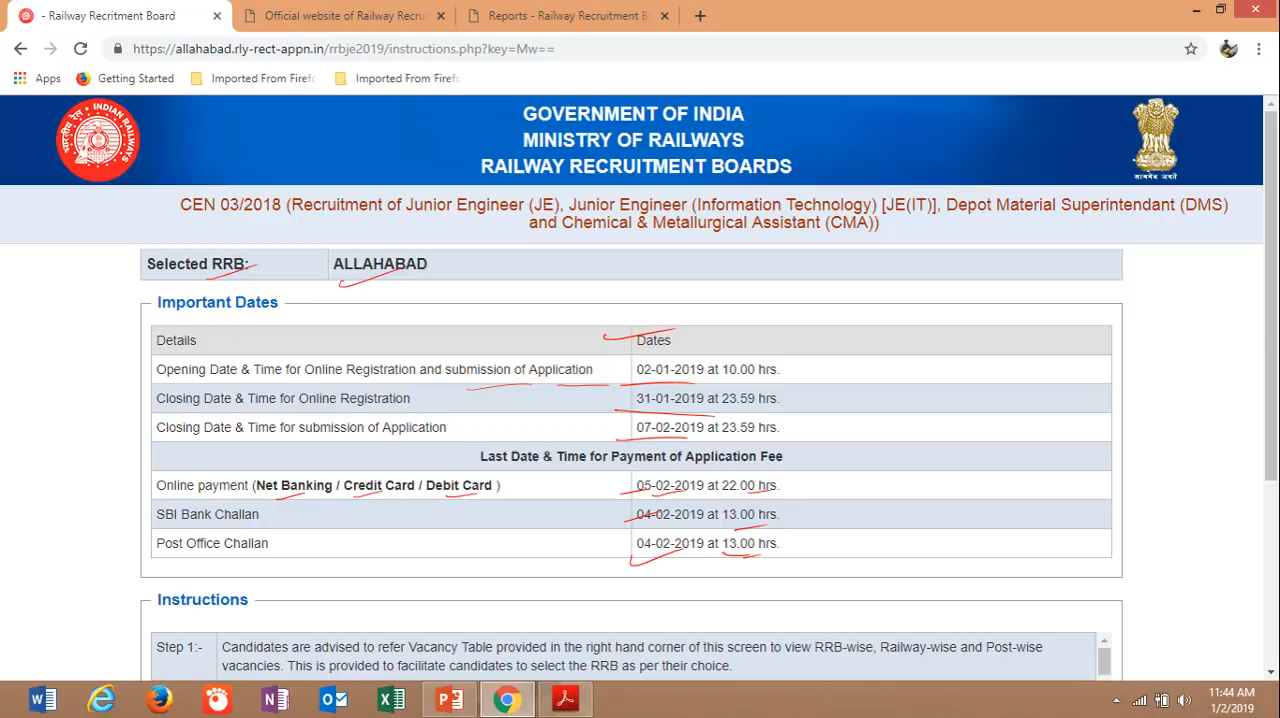 - Railway Recritment Board
Official website of Railway Recru
Reports - Railway Recruitment B
https://allahabad.rly-rect-appn.in/rrbje2019/instructions.php?key=Mw==
Apps
Getting Started
Imported From Firefo
Imported From Firefo
INDIAN RAILWAYS
भारतीय रेल
GOVERNMENT OF INDIA
MINISTRY OF RAILWAYS
RAILWAY RECRUITMENT BOARDS
सत्यमेव जयते
CEN 03/2018 (Recruitment of Junior Engineer (JE), Junior Engineer (Information Technology) [JE(IT)], Depot Material Superintendant (DMS)
and Chemical & Metallurgical Assistant (CMA))
Selected RRB: ALLAHABAD
Important Dates
Details Dates
Opening Date & Time for Online Registration and submission of Application 02-01-2019 at 10.00 hrs.
Closing Date & Time for Online Registration 31-01-2019 at 23.59 hrs.
Closing Date & Time for submission of Application 07-02-2019 at 23.59 hrs.
Last Date & Time for Payment of Application Fee
Online payment (Net Banking / Credit Card / Debit Card ) 05-02-2019 at 22.00 hrs.
SBI Bank Challan 04-02-2019 at 13.00 hrs.
Post Office Challan 04-02-2019 at 13.00 hrs.
Instructions
Step 1:- Candidates are advised to refer Vacancy Table provided in the right hand corner of this screen to view RRB-wise, Railway-wise and Post-wise
vacancies. This is provided to facilitate candidates to select the RRB as per their choice.
11:44 AM
1/2/2019